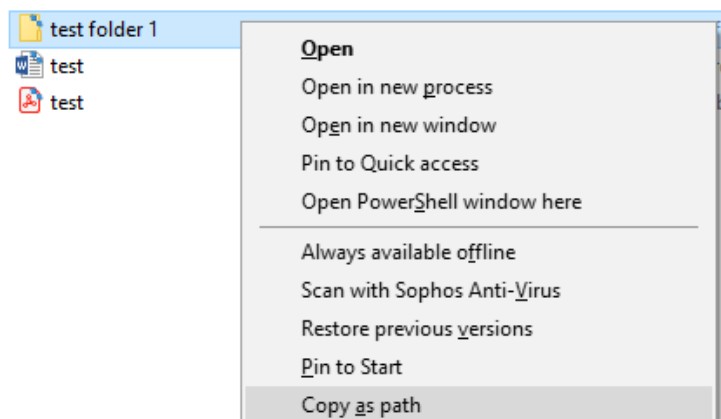 test folder 1
test
test
Open
Open in new process
Open in new window
Pin to Quick access
Open PowerShell window here
Always available offline
Scan with Sophos Anti-Virus
Restore previous versions
Pin to Start
Copy as path